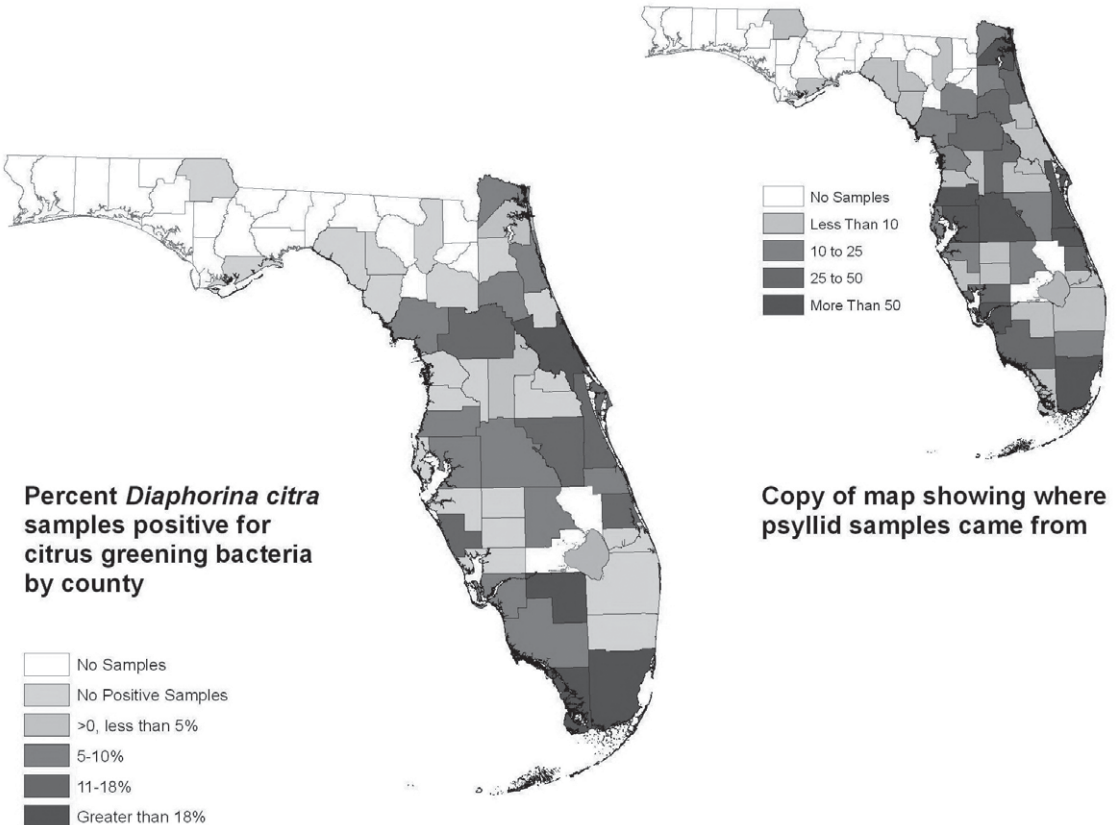 Percent Diaphorina citra
samples positive for
citrus greening bacteria
by county
No Samples
No Positive Samples
>0, less than 5%
5-10%
11-18%
Greater than 18%
No Samples
Less Than 10
10 to 25
25 to 50
More Than 50
Copy of map showing where
psyllid samples came from